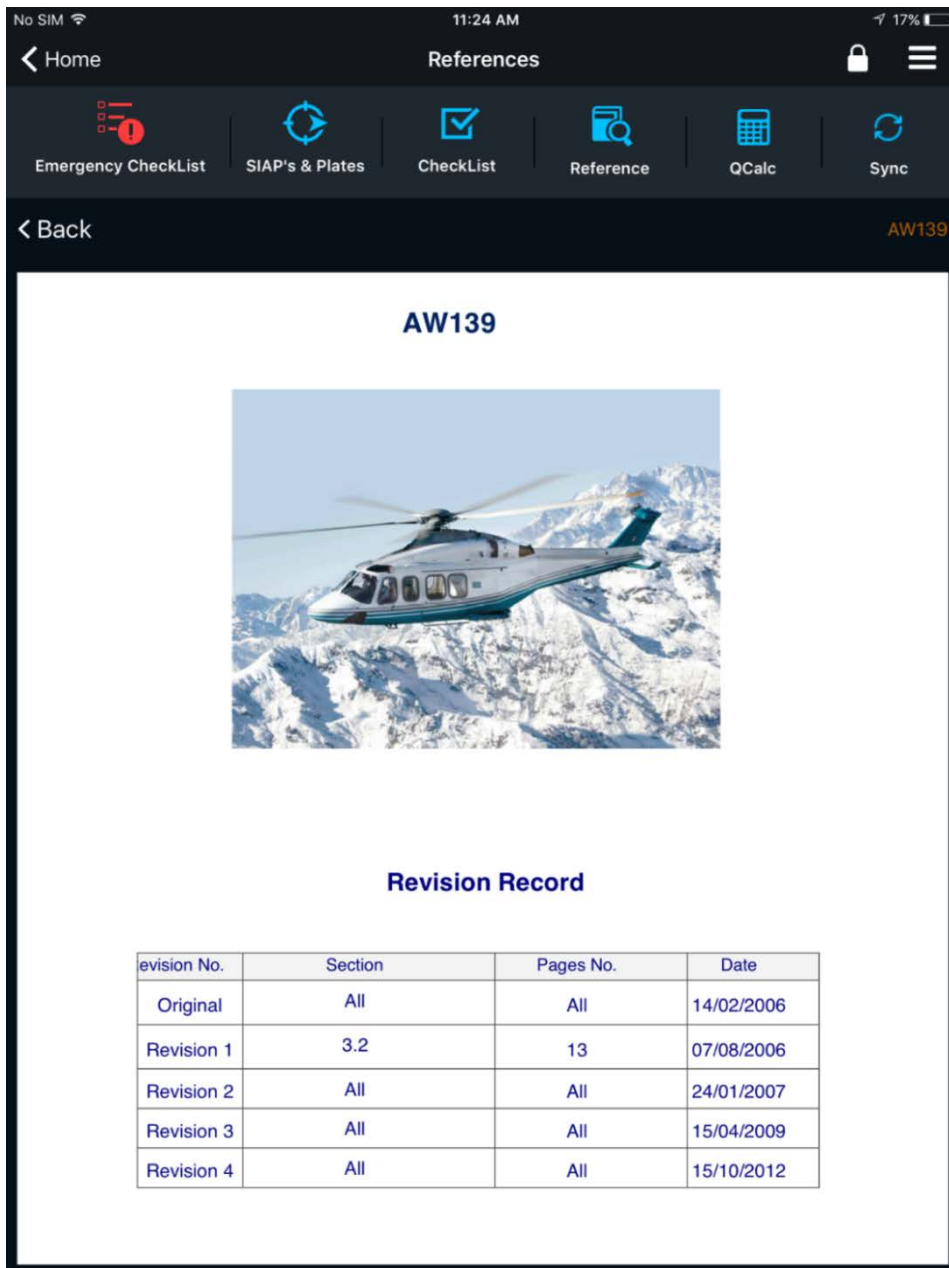 No SIM 11:24 AM 17%
Home References
Emergency CheckList SIAP's & Plates CheckList Reference QCalc Sync
Back AW139
AW139
Revision Record
evision No. Section Pages No. Date
Original All All 14/02/2006
Revision 1 3.2 13 07/08/2006
Revision 2 All All 24/01/2007
Revision 3 All All 15/04/2009
Revision 4 All All 15/10/2012